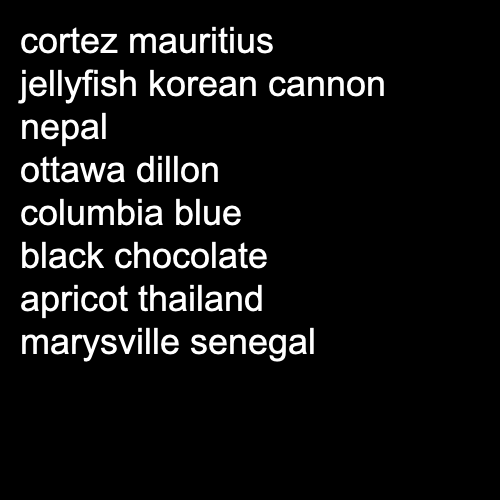 cortez mauritius
jellyfish korean cannon
nepal
ottawa dillon
columbia blue
black chocolate
apricot thailand
marysville senegal